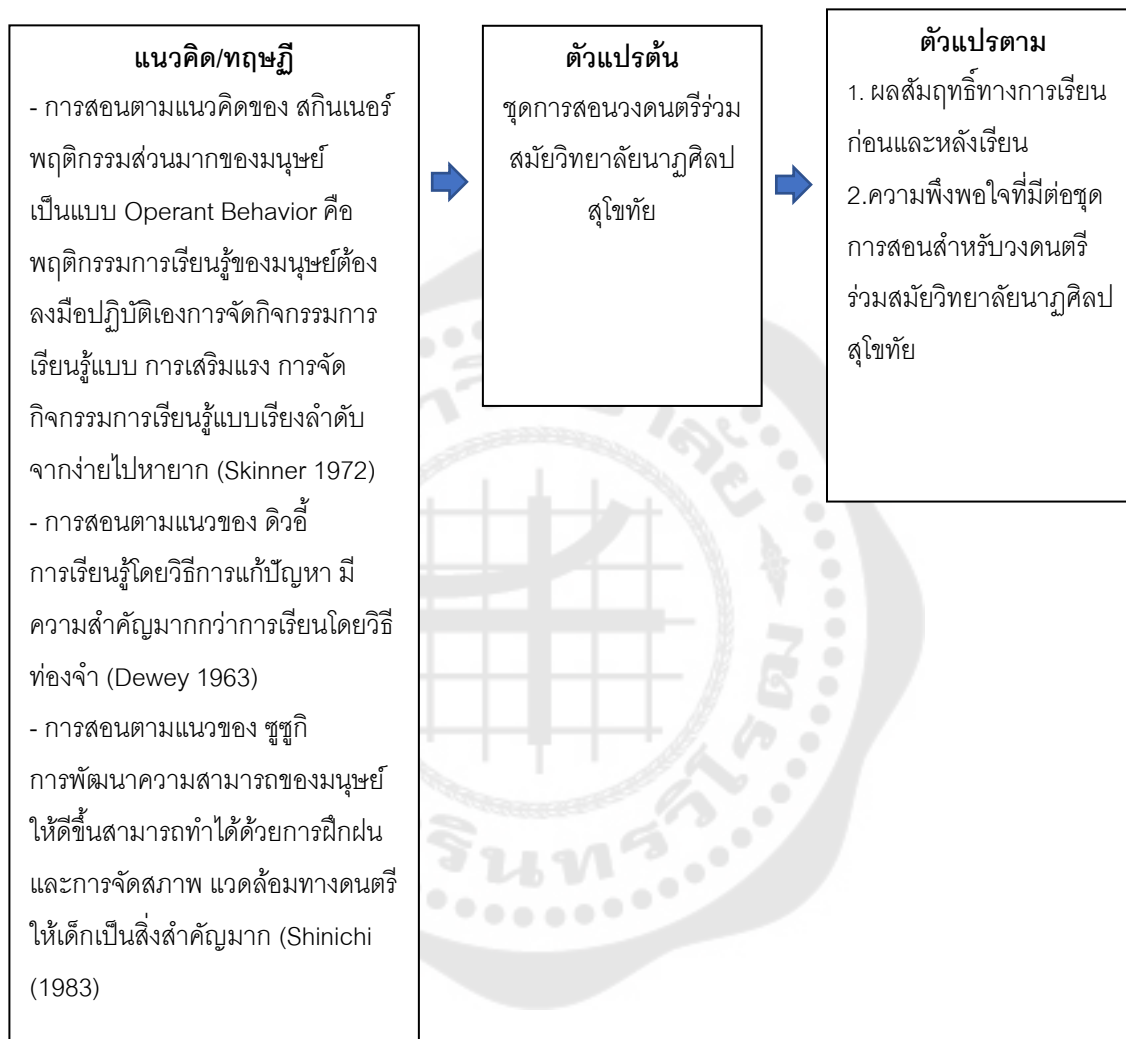 แนวคิด/ทฤษฏี
- การสอนตามแนวคิดของ สกินเนอร์
พฤติกรรมส่วนมากของมนุษย์
เป็นแบบ Operant Behavior คือ
พฤติกรรมการเรียนรู้ของมนุษย์ต้อง
ลงมือปฏิบัติเองการจัดกิจกรรมการ
เรียนรู้แบบ การเสริมแรง การจัด
กิจกรรมการเรียนรู้แบบเรียงลำดับ
จากง่ายไปหายาก (Skinner 1972)
- การสอนตามแนวของ ดิวอี้
การเรียนรู้โดยวิธีการแก้ปัญหา มี
ความสำคัญมากกว่าการเรียนโดยวิธี
ท่องจำ (Dewey 1963)
- การสอนตามแนวของ ซูซูกิ
การพัฒนาความสามารถของมนุษย์
ให้ดีขึ้นสามารถทำได้ด้วยการฝึกฝน
และการจัดสภาพ แวดล้อมทางดนตรี
ให้เด็กเป็นสิ่งสำคัญมาก (Shinichi
(1983)
ตัวแปรต้น
ชุดการสอนวงดนตรีร่วม
สมัยวิทยาลัยนาฏศิลป
สุโขทัย
ตัวแปรตาม
1. ผลสัมฤทธิ์ทางการเรียน
ก่อนและหลังเรียน
2.ความพึงพอใจที่มีต่อชุด
การสอนสำหรับวงดนตรี
ร่วมสมัยวิทยาลัยนาฏศิลป
สุโขทัย